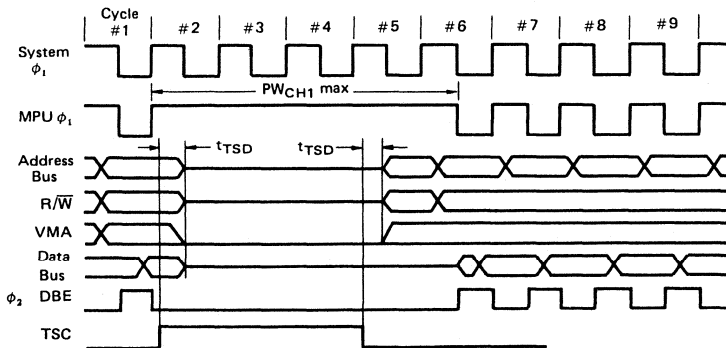 Cycle
#1 #2 #3 #4 #5 #6 #7 #8 #9
System
ϕ₁
PWCH1 max
MPU ϕ₁
tTSD tTSD
Address
Bus
R/W̅
VMA
Data
Bus
ϕ₂ DBE
TSC